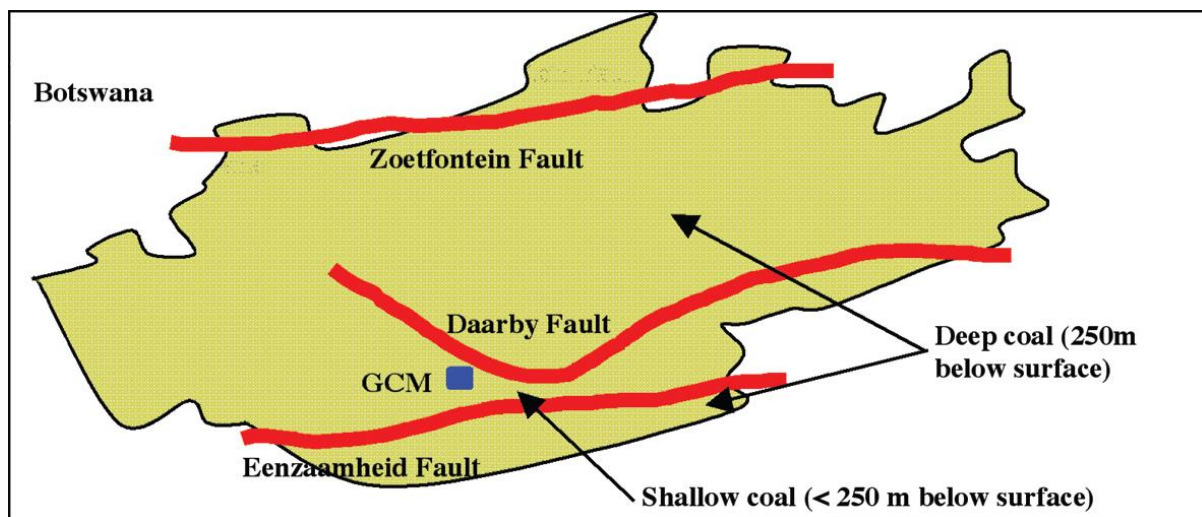 Botswana
Zoetfontein Fault
Daarby Fault
Deep coal (250m
below surface)
GCM
Eenzaamheid Fault
Shallow coal (< 250 m below surface)